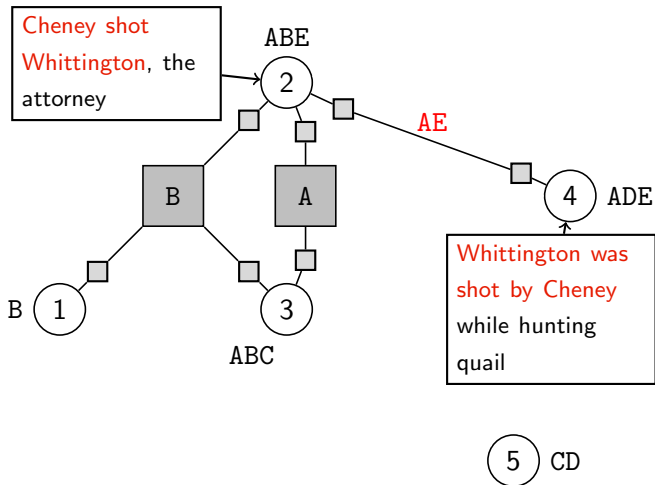 Cheney shot
Whittington, the
attorney
ABE
2
AE
B
A
4
ADE
Whittington was
shot by Cheney
while hunting
quail
B
1
3
ABC
5
CD